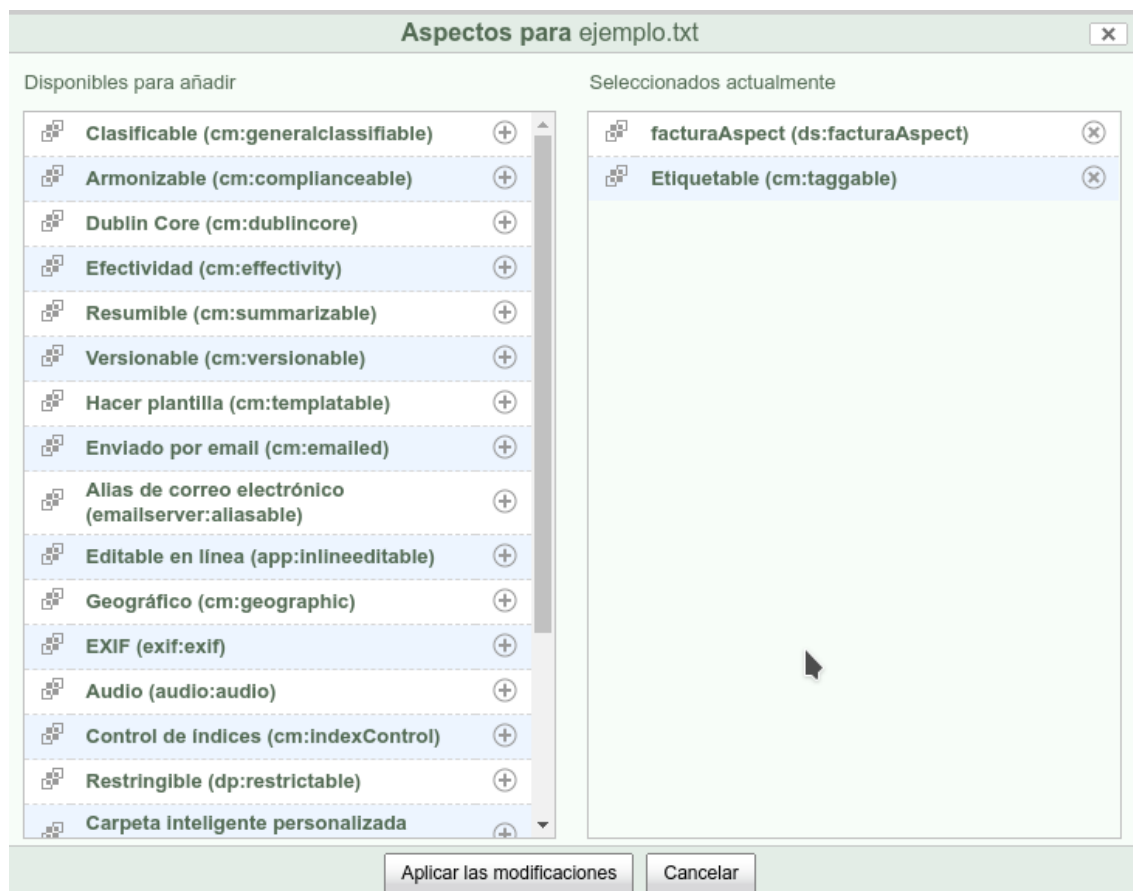 Aspectos para ejemplo.txt
Disponibles para añadir
Clasificable (cm:generalclassifiable)
Armonizable (cm:complianceable)
Dublin Core (cm:dublincore)
Efectividad (cm:effectivity)
Resumible (cm:summarizable)
Versionable (cm:versionable)
Hacer plantilla (cm:templatable)
Enviado por email (cm:emailed)
Alias de correo electrónico
(emailserver:aliasable)
Editable en línea (app:inlineeditable)
Geográfico (cm:geographic)
EXIF (exif:exif)
Audio (audio:audio)
Control de índices (cm:indexControl)
Restringible (dp:restrictable)
Carpeta inteligente personalizada
Seleccionados actualmente
facturaAspect (ds:facturaAspect)
Etiquetable (cm:taggable)
Aplicar las modificaciones
Cancelar